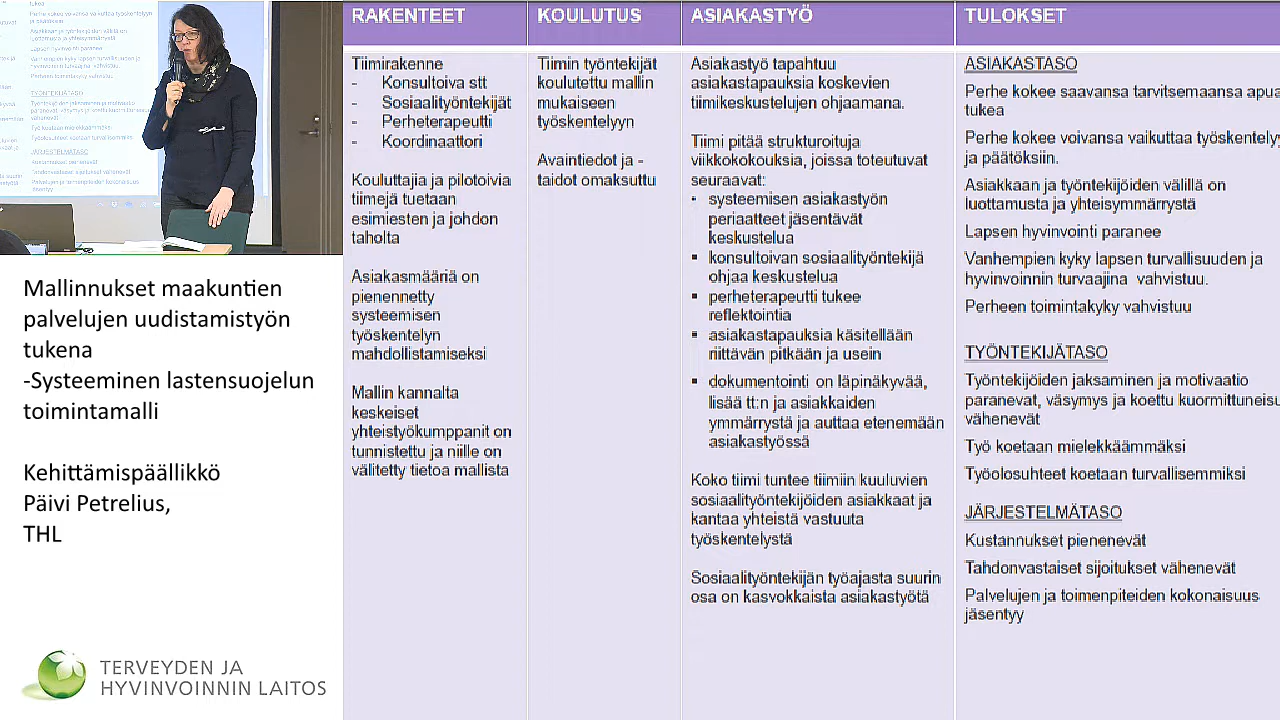 RAKENTEET
Tiimirakenne
- Konsultoiva stt
- Sosiaalityöntekijät
- Perheterapeutti
- Koordinaattori
Kouluttajia ja pilotoivia
tiimejä tuetaan
esimiesten ja johdon
taholta
Asiakasmääriä on
pienennetty
systeemisen
työskentelyn
mahdollistamiseksi
Mallin kannalta
keskeiset
yhteistyökumppanit on
tunnistettu ja niille on
välitetty tietoa mallista
KOULUTUS
Tiimin työntekijät
koulutettu mallin
mukaiseen
työskentelyyn
Avaintiedot ja -
taidot omaksuttu
ASIAKASTYÖ
Asiakastyö tapahtuu
asiakastapauksia koskevien
tiimikeskustelujen ohjaamana.
Tiimi pitää strukturoituja
viikkokokouksia, joissa toteutuvat
seuraavat:
▪ systeemisen asiakastyön
periaatteet jäsentävät
keskustelua
▪ konsultoivan sosiaalityöntekijä
ohjaa keskustelua
▪ perheterapeutti tukee
reflektointia
▪ asiakastapauksia käsitellään
riittävän pitkään ja usein
▪ dokumentointi on läpinäkyvää,
lisää tt:n ja asiakkaiden
ymmärrystä ja auttaa etenemään
asiakastyössä
Koko tiimi tuntee tiimiin kuuluvien
sosiaalityöntekijöiden asiakkaat ja
kantaa yhteistä vastuuta
työskentelystä
Sosiaalityöntekijän työajasta suurin
osa on kasvokkaista asiakastyötä
TULOKSET
ASIAKASTASO
Perhe kokee saavansa tarvitsemaansa apua
tukea
Perhe kokee voivansa vaikuttaa työskentely
ja päätöksiin.
Asiakkaan ja työntekijöiden välillä on
luottamusta ja yhteisymmärrystä
Lapsen hyvinvointi paranee
Vanhempien kyky lapsen turvallisuuden ja
hyvinvoinnin turvaajina vahvistuu.
Perheen toimintakyky vahvistuu
TYÖNTEKIJÄTASO
Työntekijöiden jaksaminen ja motivaatio
paranevat, väsymys ja koettu kuormittuneisu
vähenevät
Työ koetaan mielekkäämmäksi
Työolosuhteet koetaan turvallisemmiksi
JÄRJESTELMÄTASO
Kustannukset pienenevät
Tahdonvastaiset sijoitukset vähenevät
Palvelujen ja toimenpiteiden kokonaisuus
jäsentyy
Mallinnukset maakuntien
palvelujen uudistamistyön
tukena
-Systeeminen lastensuojelun
toimintamalli
Kehittämispäällikkö
Päivi Petrelius,
THL
TERVEYDEN JA
HYVINVOINNIN LAITOS